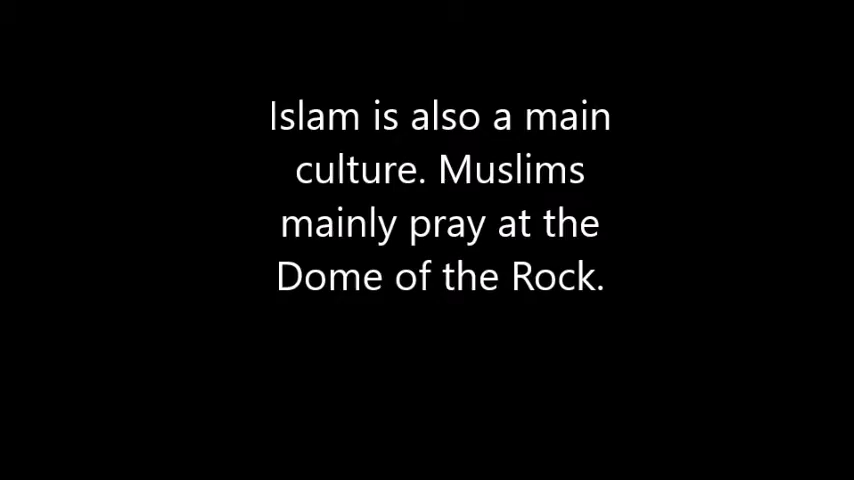 Islam is also a main
culture. Muslims
mainly pray at the
Dome of the Rock.